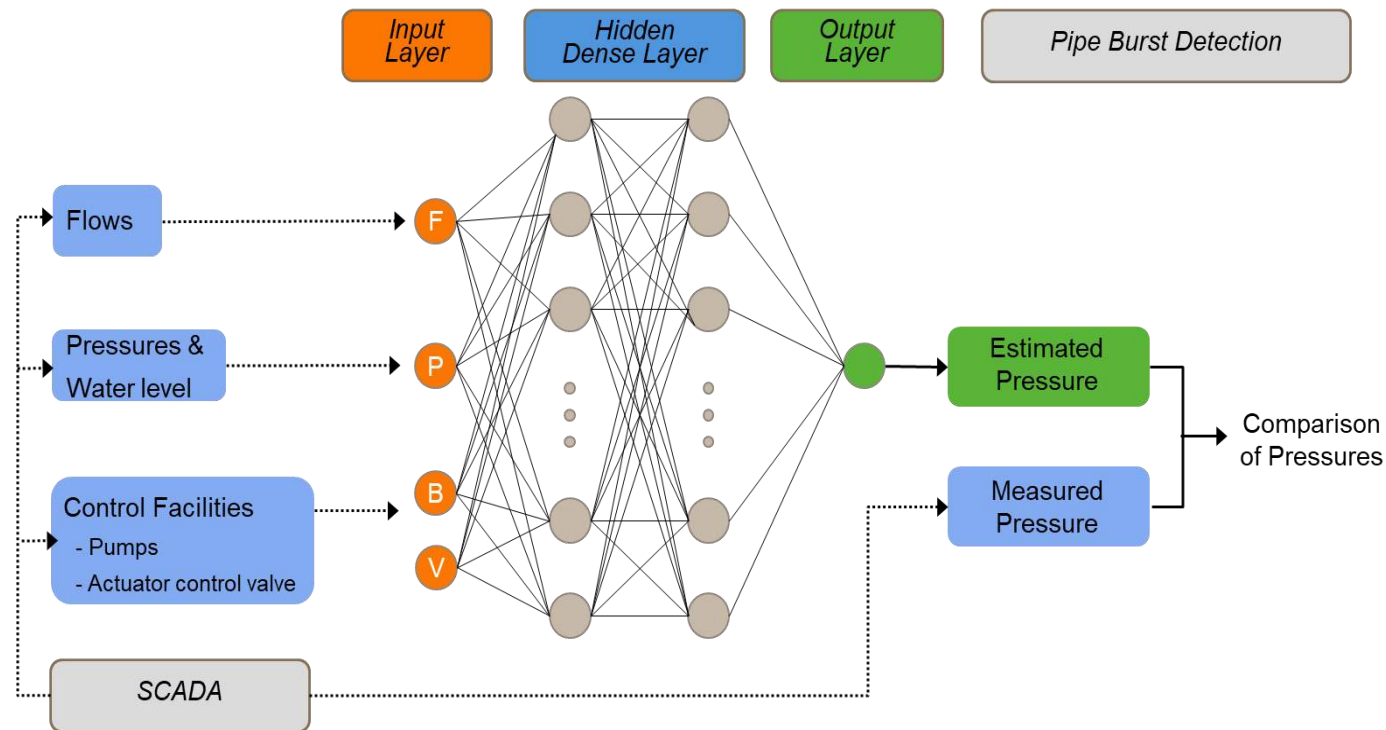 Input
Layer
Hidden
Dense Layer
Output
Layer
Pipe Burst Detection
Flows
F
Pressures &
Water level
P
Control Facilities
- Pumps
- Actuator control valve
B
V
SCADA
Estimated
Pressure
Measured
Pressure
Comparison
of Pressures